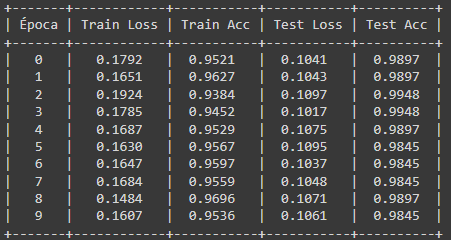 +-------+------------+-----------+-----------+----------+
| Época | Train Loss | Train Acc | Test Loss | Test Acc |
+-------+------------+-----------+-----------+----------+
| 0 | 0.1792 | 0.9521 | 0.1041 | 0.9897 |
| 1 | 0.1651 | 0.9627 | 0.1043 | 0.9897 |
| 2 | 0.1924 | 0.9384 | 0.1097 | 0.9948 |
| 3 | 0.1785 | 0.9452 | 0.1017 | 0.9948 |
| 4 | 0.1687 | 0.9529 | 0.1075 | 0.9897 |
| 5 | 0.1630 | 0.9567 | 0.1095 | 0.9845 |
| 6 | 0.1647 | 0.9597 | 0.1037 | 0.9845 |
| 7 | 0.1684 | 0.9559 | 0.1048 | 0.9845 |
| 8 | 0.1484 | 0.9696 | 0.1071 | 0.9897 |
| 9 | 0.1607 | 0.9536 | 0.1061 | 0.9845 |
+-------+------------+-----------+-----------+----------+